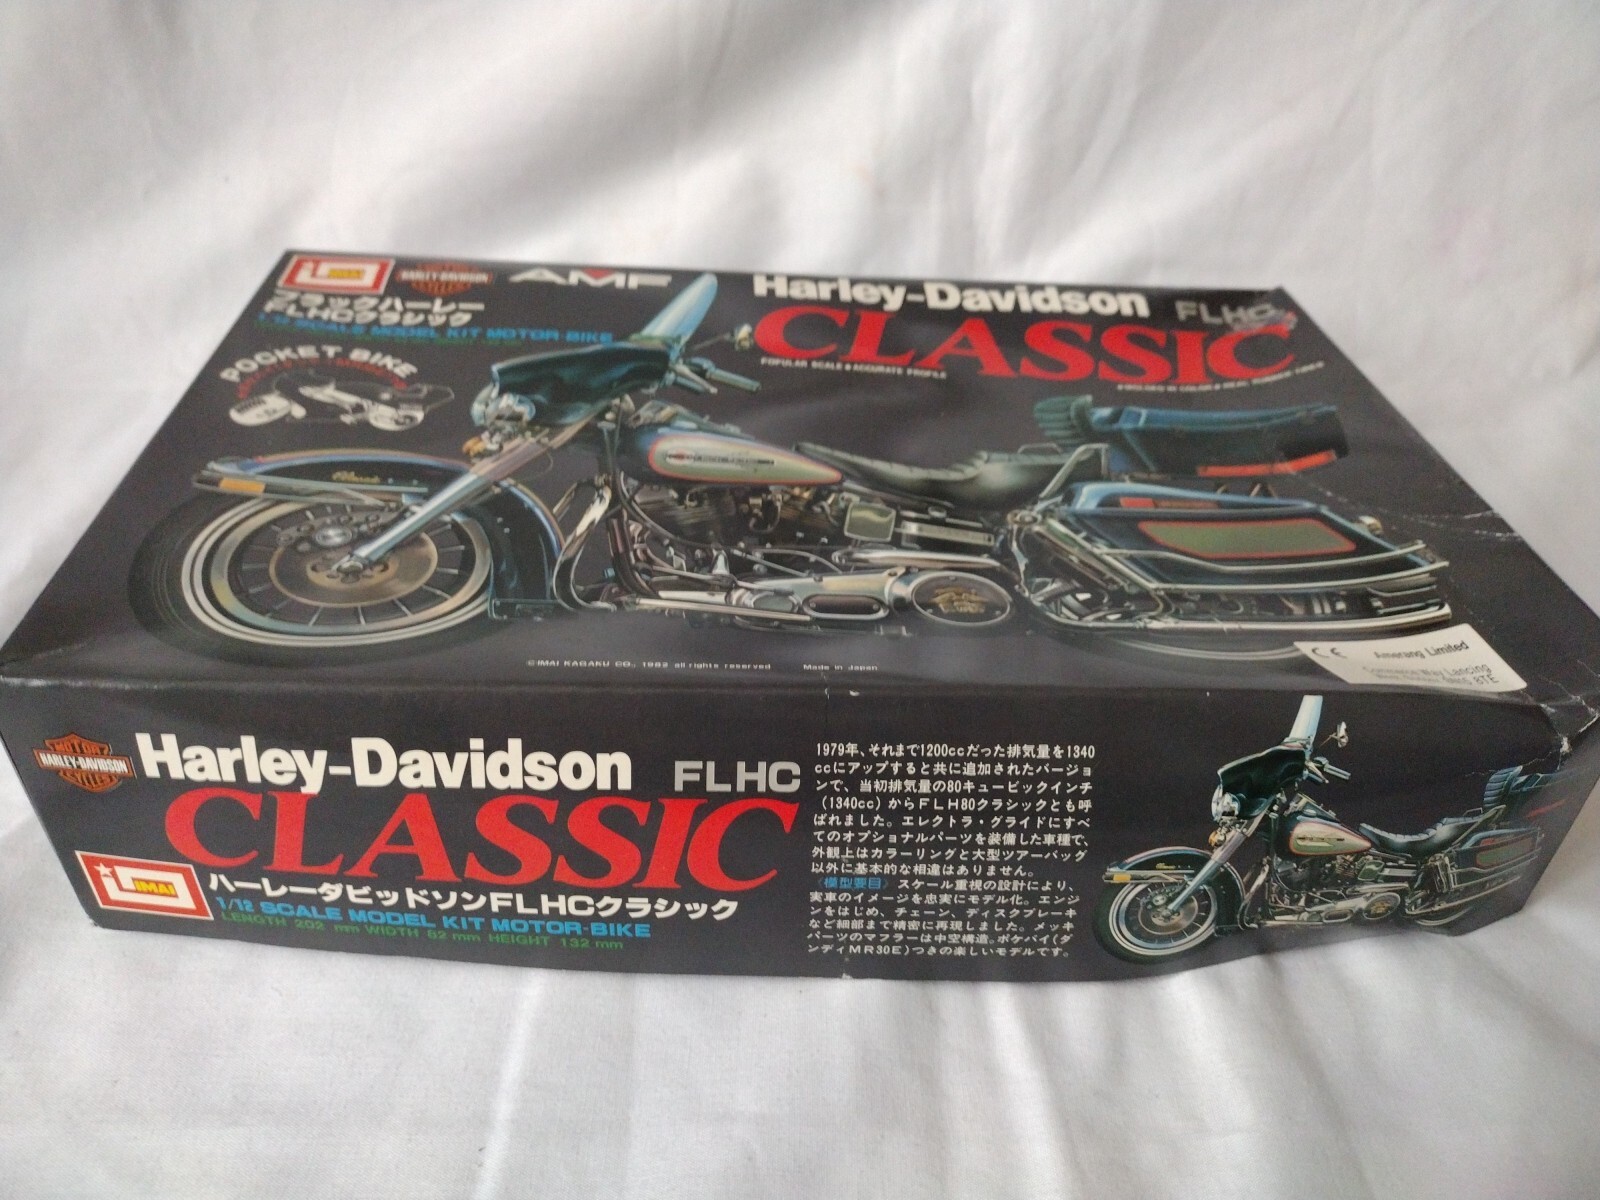 IMAI
HARLEY-DAVIDSON
AMF
ブラックハーレー
FLHCクラシック
1/12 SCALE MODEL KIT MOTOR-BIKE
POCKET BIKE
Harley-Davidson FLHC
CLASSIC
POPULAR SCALE & ACCURATE PROFILE
Classic
©IMAI KAGAKU CO., 1982 all rights reserved Made in Japan
CE Amerang Limited
Commerce Way Lancing
8TE
MOTOR
HARLEY-DAVIDSON
CYCLES
Harley-Davidson FLHC
CLASSIC
IMAI
ハーレーダビッドソンFLHCクラシック
1/12 SCALE MODEL KIT MOTOR-BIKE
LENGTH 202 mm WIDTH 82 mm HEIGHT 132 mm
1979年、それまで1200ccだった排気量を1340
ccにアップすると共に追加されたバージョ
ンで、当初排気量の80キュービックインチ
(1340cc)からFLH80クラシックとも呼
ばれました。エレクトラ・グライドにすべ
てのオプショナルパーツを装備した車種で、
外観上はカラーリングと大型ツアーバッグ
以外に基本的な相違はありません。
《模型要目》スケール重視の設計により、
実車のイメージを忠実にモデル化。エンジ
ンをはじめ、チェーン、ディスクブレーキ
など細部まで精密に再現しました。メッキ
パーツのマフラーは中空構造。ポケバイ(ダ
ンディMR30E)つきの楽しいモデルです。